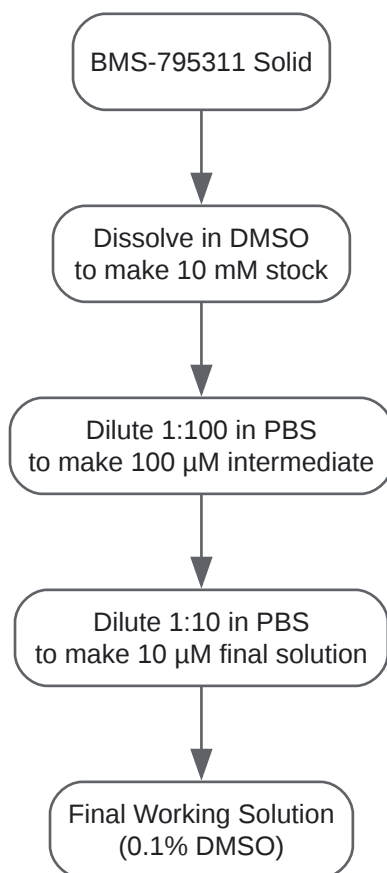 BMS-795311 Solid
Dissolve in DMSO
to make 10 mM stock
Dilute 1:100 in PBS
to make 100 µM intermediate
Dilute 1:10 in PBS
to make 10 µM final solution
Final Working Solution
(0.1% DMSO)